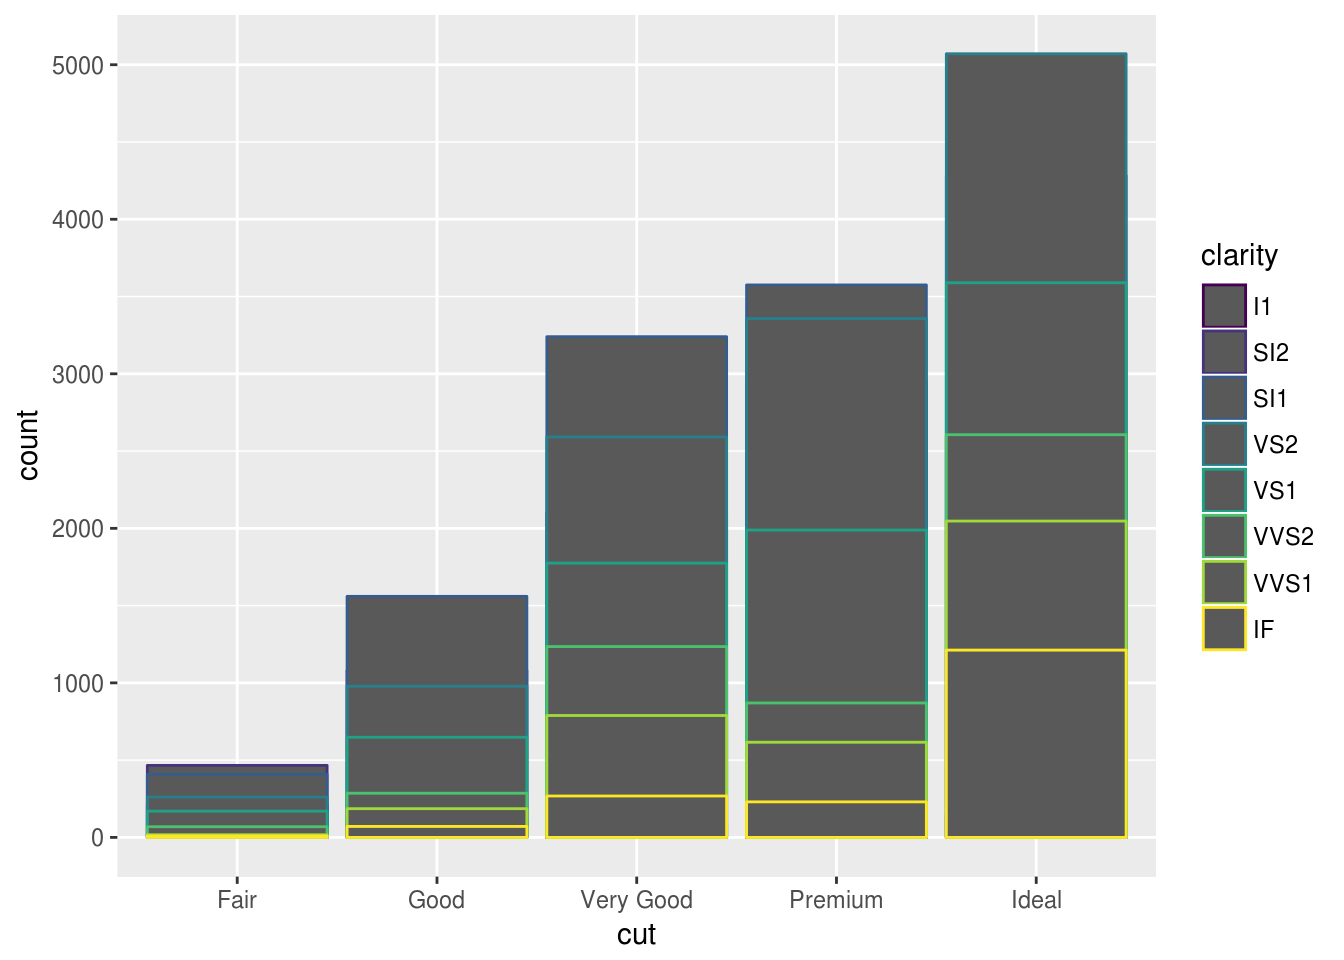 5000
4000
3000
2000
1000
0
count
Fair
Good
Very Good
Premium
Ideal
cut
clarity
I1
SI2
SI1
VS2
VS1
VVS2
VVS1
IF